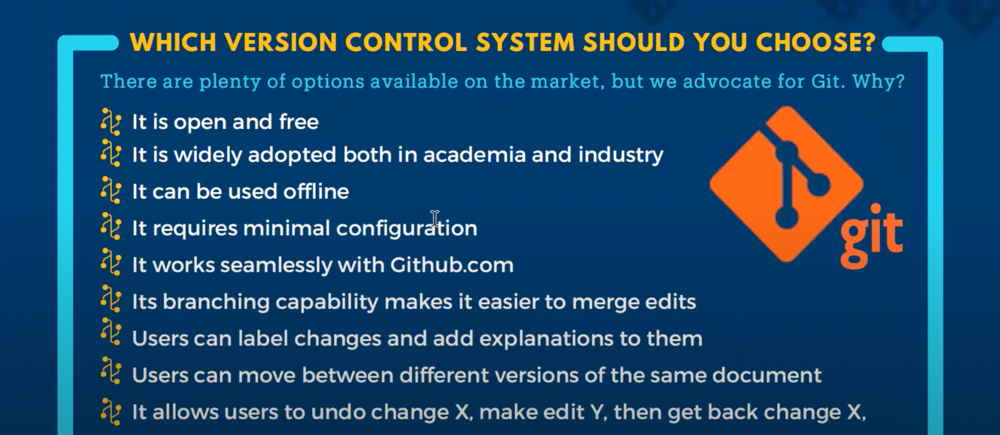 WHICH VERSION CONTROL SYSTEM SHOULD YOU CHOOSE?
There are plenty of options available on the market, but we advocate for Git. Why?
It is open and free
It is widely adopted both in academia and industry
It can be used offline
It requires minimal configuration
It works seamlessly with Github.com
Its branching capability makes it easier to merge edits
Users can label changes and add explanations to them
Users can move between different versions of the same document
It allows users to undo change X, make edit Y, then get back change X,
git